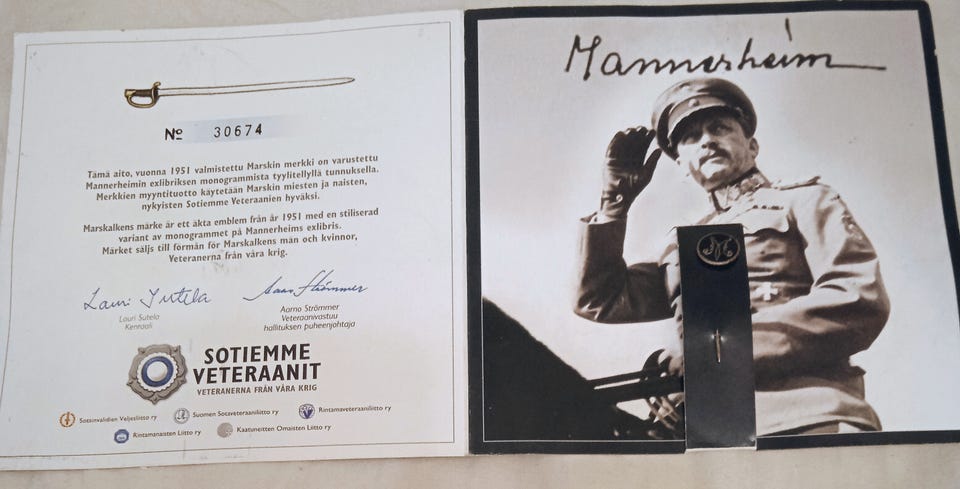 № 30674
Tämä aito, vuonna 1951 valmistettu Marskin merkki on varustettu
Mannerheimin exlibriksen monogrammista tyylitellyllä tunnuksella.
Merkkien myyntituotto käytetään Marskin miesten ja naisten,
nykyisten Sotiemme Veteraanien hyväksi.
Marskalkens märke är ett äkta emblem från år 1951 med en stiliserad
variant av monogrammet på Mannerheims exlibris.
Märket säljs till förmån för Marskalkens män och kvinnor,
Veteranerna från våra krig.
Lauri Sutela
Aarno Strömmer
Lauri Sutela
Kenraali
Aarno Strömmer
Veteraanivastuu
hallituksen puheenjohtaja
SOTIEMME
VETERAANIT
VETERANERNA FRÅN VÅRA KRIG
Sotainvalidien Veljesliitto ry
Suomen Sotaveteraaniliitto ry
Rintamaveteraaniliitto ry
Rintamanaisten Liitto ry
Kaatuneitten Omaisten Liitto ry
Mannerheim
M